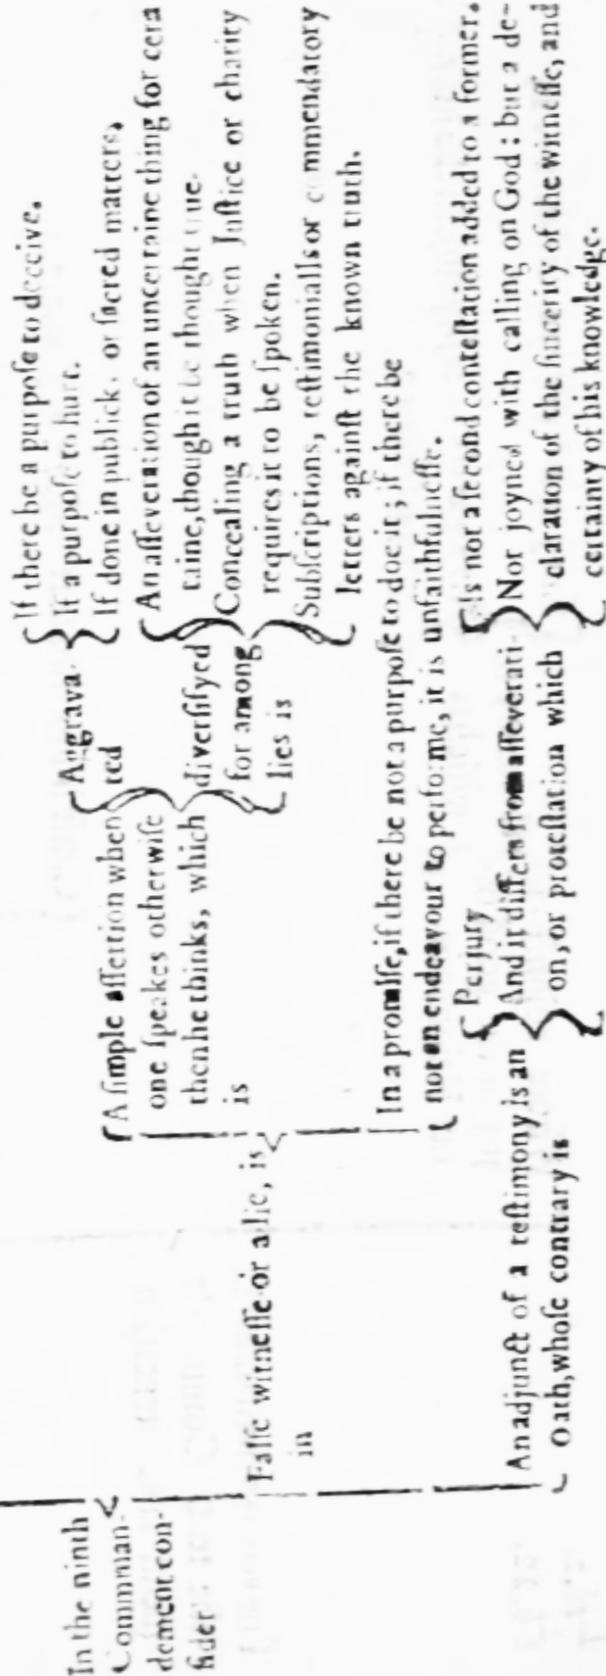 In the ninth
Comman-
dement con-
ſider
Falſe witneſſe or a lie, is
in
A ſimple aſſertion when
one ſpeakes otherwiſe
then he thinks, which
is
Aggrava-
ted
If there be a purpoſe to deceive.
If a purpoſe to hurt.
If done in publick, or ſacred matters,
diverſifyed
for among
lies is
An aſſeveration of an uncertaine thing for cera
taine, though it be thought true.
Concealing a truth when Juſtice or charity
requires it to be ſpoken.
Subſcriptions, teſtimonialls or commendatory
letters againſt the known truth.
In a promiſe, if there be not a purpoſe to doe it; if there be
not an endeavour to performe, it is unfaithfulneſſe.
An adjunct of a teſtimony is an
Oath, whoſe contrary is
Perjury
And it differs from aſſeverati-
on, or proteſtation which
Is not a ſecond conteſtation added to a former.
Not joyned with calling on God: but a de-
claration of the ſincerity of the witneſſe, and
certainty of his knowledge.